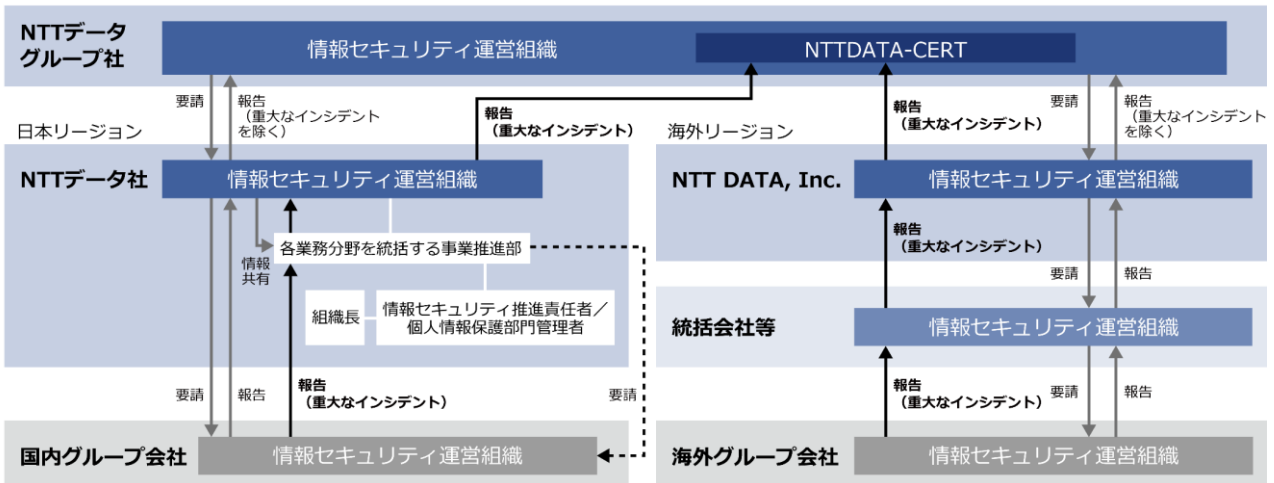 NTTデータ
グループ社
情報セキュリティ運営組織
NTTDATA-CERT
要請
報告
（重大なインシデント
を除く）
報告
（重大なインシデント）
報告
（重大なインシデント）
要請
報告
（重大なインシデント
を除く）
日本リージョン
海外リージョン
NTTデータ社
情報セキュリティ運営組織
NTT DATA, Inc.
情報セキュリティ運営組織
各業務分野を統括する事業推進部
情報
共有
報告
（重大なインシデント）
要請
報告
組織長
情報セキュリティ推進責任者／
個人情報保護部門管理者
統括会社等
情報セキュリティ運営組織
要請
報告
報告
（重大なインシデント）
要請
報告
（重大なインシデント）
要請
報告
国内グループ会社
情報セキュリティ運営組織
海外グループ会社
情報セキュリティ運営組織